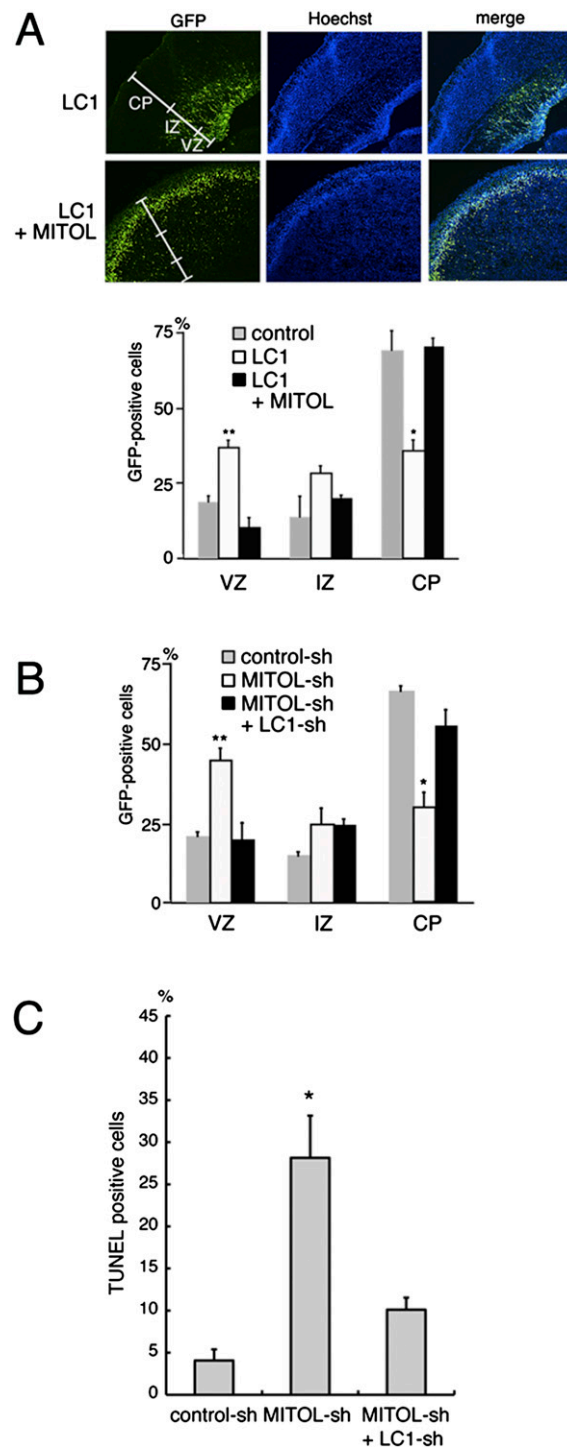 A
GFP
Hoechst
merge
LC1
CP
IZ
VZ
LC1
+ MITOL
%
75
50
25
0
GFP-positive cells
control
LC1
LC1
+ MITOL
**
*
VZ
IZ
CP
B
%
75
50
25
0
GFP-positive cells
control-sh
MITOL-sh
MITOL-sh
+ LC1-sh
**
*
VZ
IZ
CP
C
%
45
40
35
30
25
20
15
10
5
0
TUNEL positive cells
*
control-sh
MITOL-sh
MITOL-sh
+ LC1-sh